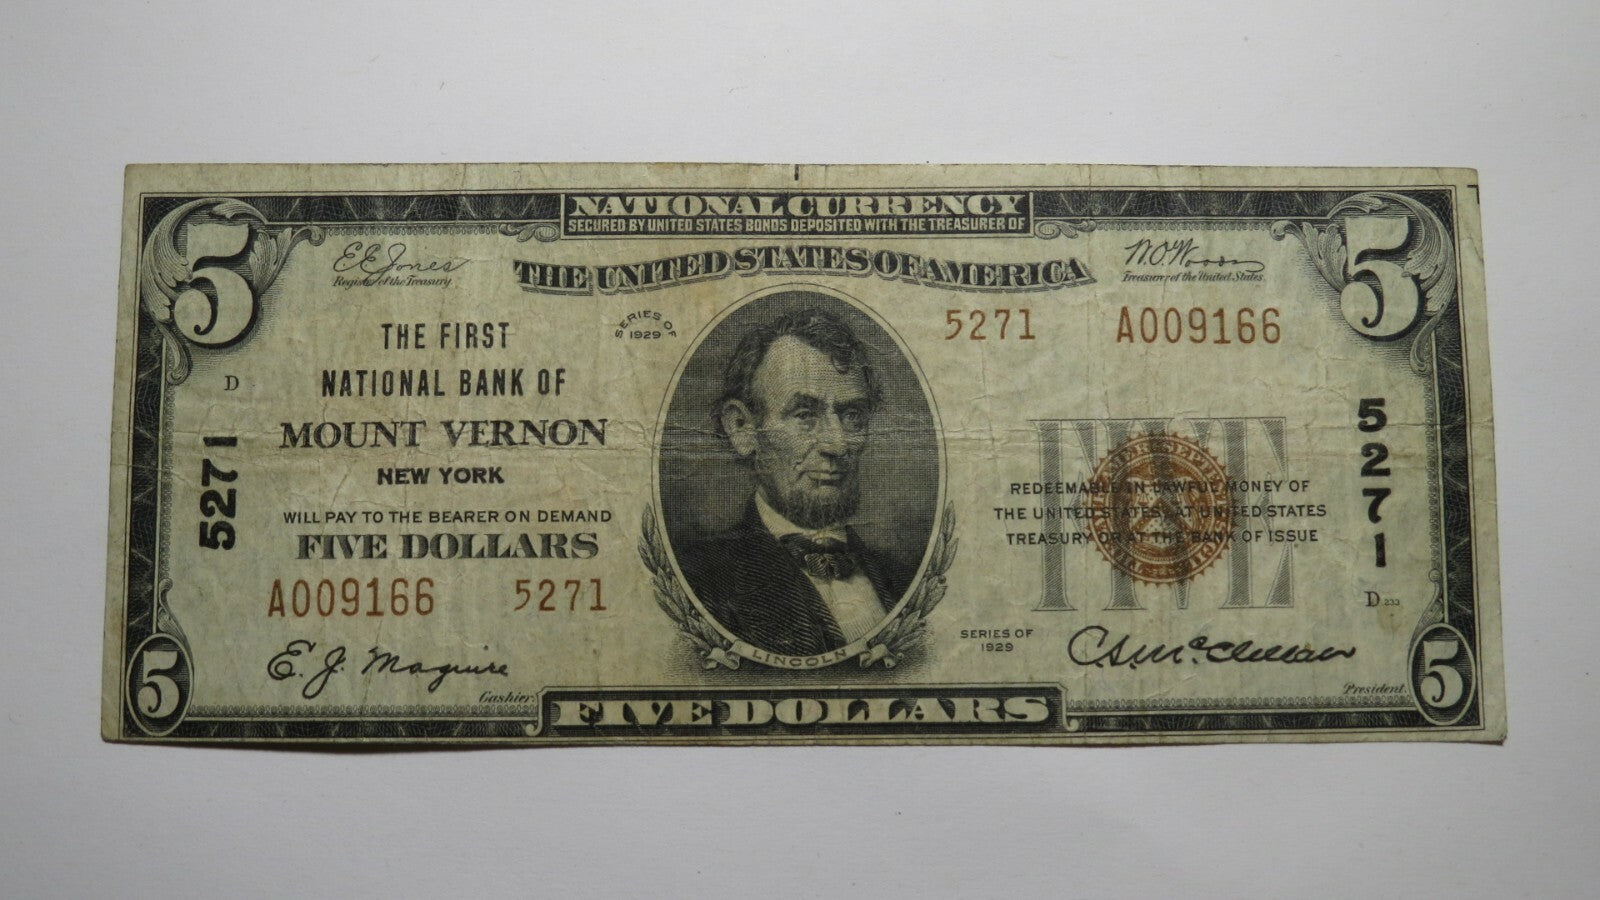 NATIONAL CURRENCY
SECURED BY UNITED STATES BONDS DEPOSITED WITH THE TREASURER OF
THE UNITED STATES OF AMERICA
5
5
E E Jones
Register of the Treasury
W.O. Woods
Treasurer of the United States.
SERIES OF
1929
5271 A009166
THE FIRST
NATIONAL BANK OF
MOUNT VERNON
NEW YORK
WILL PAY TO THE BEARER ON DEMAND
FIVE DOLLARS
D
5271
5271
FIVE
REDEEMABLE IN LAWFUL MONEY OF
THE UNITED STATES AT UNITED STATES
TREASURY OR AT THE BANK OF ISSUE
A009166 5271
D 233
LINCOLN
SERIES OF
1929
E. J. Maguire
Cashier.
President.
5
FIVE DOLLARS
5